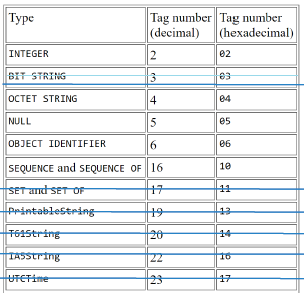 Type Tag number (decimal) Tag number (hexadecimal)
INTEGER 2 02
BIT STRING 3 03
OCTET STRING 4 04
NULL 5 05
OBJECT IDENTIFIER 6 06
SEQUENCE and SEQUENCE OF 16 10
SET and SET OF 17 11
PrintableString 19 13
T61String 20 14
IA5String 22 16
UTCTime 23 17